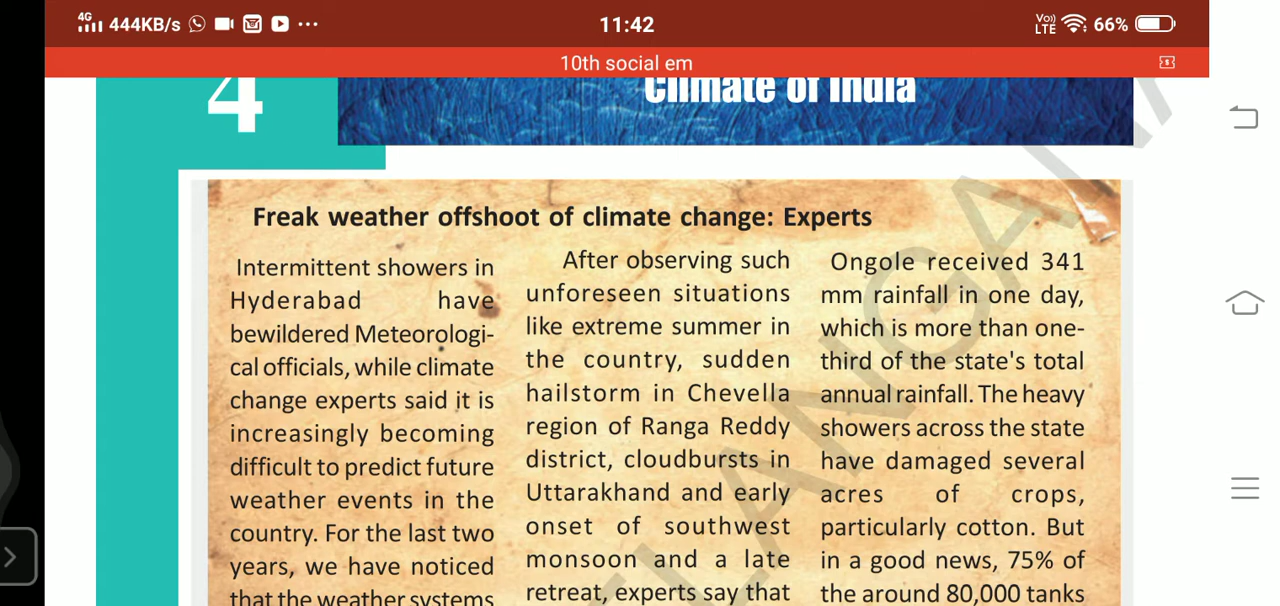 4G 444KB/s
11:42
Vo)) LTE 66%
10th social em
4
Climate of India
Freak weather offshoot of climate change: Experts
Intermittent showers in
Hyderabad have
bewildered Meteorologi-
cal officials, while climate
change experts said it is
increasingly becoming
difficult to predict future
weather events in the
country. For the last two
years, we have noticed
that the weather systems
After observing such
unforeseen situations
like extreme summer in
the country, sudden
hailstorm in Chevella
region of Ranga Reddy
district, cloudbursts in
Uttarakhand and early
onset of southwest
monsoon and a late
retreat, experts say that
Ongole received 341
mm rainfall in one day,
which is more than one-
third of the state's total
annual rainfall. The heavy
showers across the state
have damaged several
acres of crops,
particularly cotton. But
in a good news, 75% of
the around 80,000 tanks